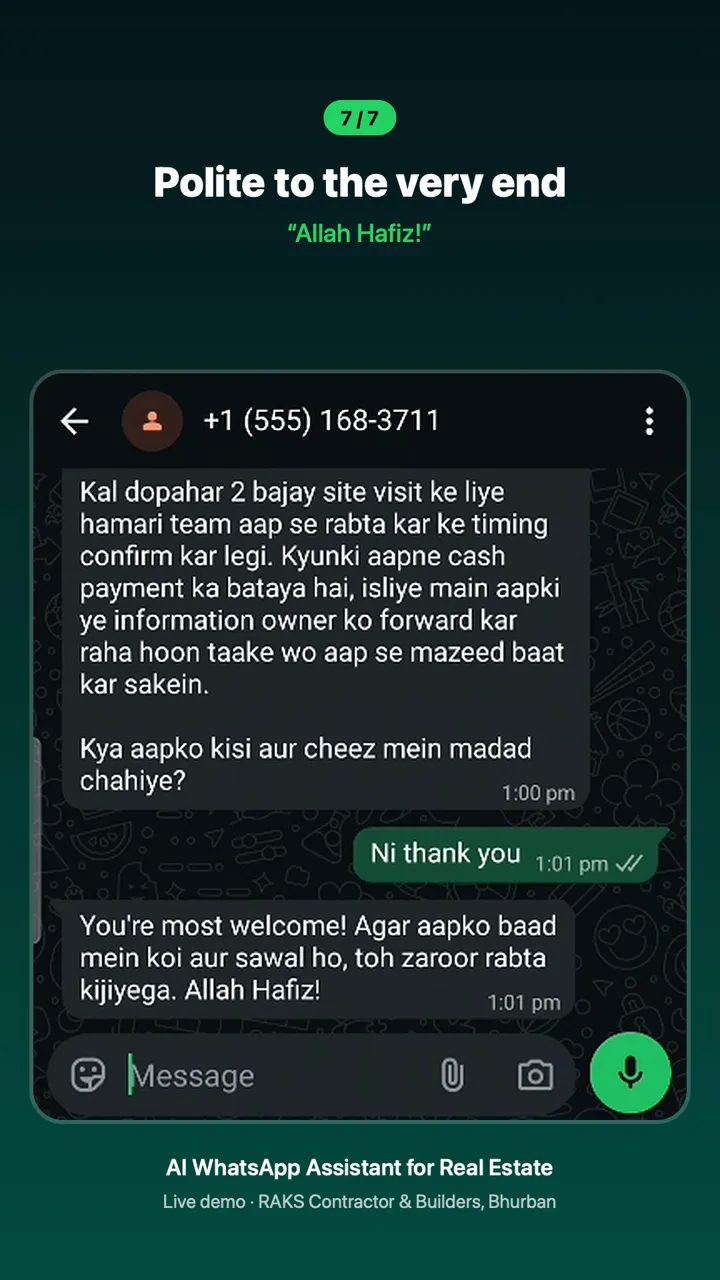 7/7
Polite to the very end
“Allah Hafiz!”
+1 (555) 168-3711
Kal dopahar 2 bajay site visit ke liye
hamari team aap se rabta kar ke timing
confirm kar legi. Kyunki aapne cash
payment ka bataya hai, isliye main aapki
ye information owner ko forward kar
raha hoon taake wo aap se mazeed baat
kar sakein.
Kya aapko kisi aur cheez mein madad
chahiye?
1:00 pm
Ni thank you
1:01 pm
You're most welcome! Agar aapko baad
mein koi aur sawal ho, toh zaroor rabta
kijiyega. Allah Hafiz!
1:01 pm
Message
AI WhatsApp Assistant for Real Estate
Live demo · RAKS Contractor & Builders, Bhurban